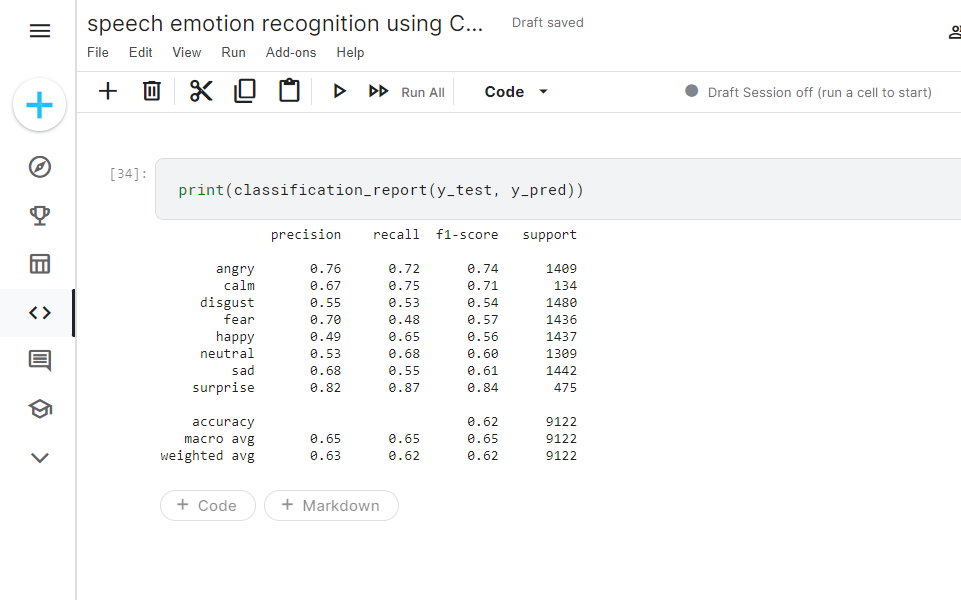 speech emotion recognition using C...
Draft saved
File Edit View Run Add-ons Help
Run All Code Draft Session off (run a cell to start)
[34]:
print(classification_report(y_test, y_pred))
precision recall f1-score support
angry 0.76 0.72 0.74 1409
calm 0.67 0.75 0.71 134
disgust 0.55 0.53 0.54 1480
fear 0.70 0.48 0.57 1436
happy 0.49 0.65 0.56 1437
neutral 0.53 0.68 0.60 1309
sad 0.68 0.55 0.61 1442
surprise 0.82 0.87 0.84 475
accuracy 0.62 9122
macro avg 0.65 0.65 0.65 9122
weighted avg 0.63 0.62 0.62 9122
+ Code + Markdown